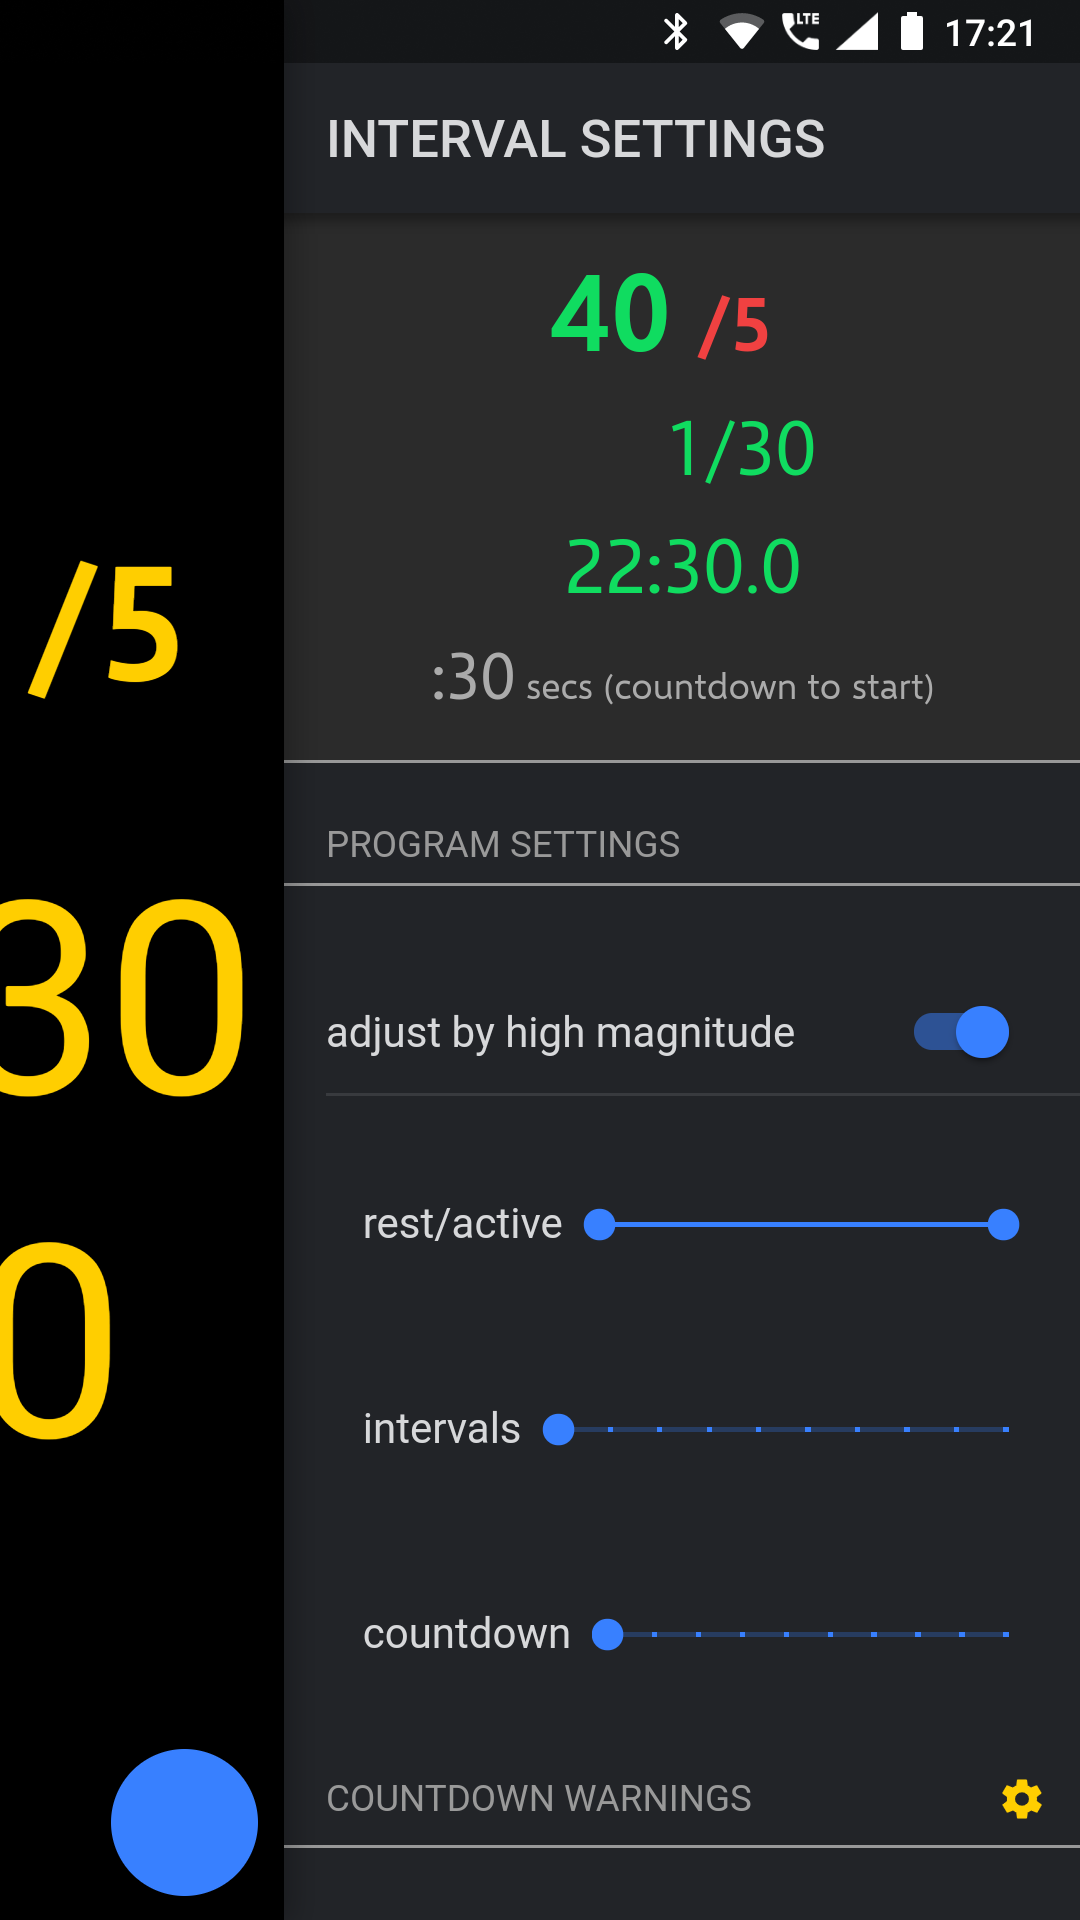 LTE 17:21
INTERVAL SETTINGS
40 /5
1/30
22:30.0
:30 secs (countdown to start)
PROGRAM SETTINGS
adjust by high magnitude
rest/active
intervals
countdown
COUNTDOWN WARNINGS
/5
30
0